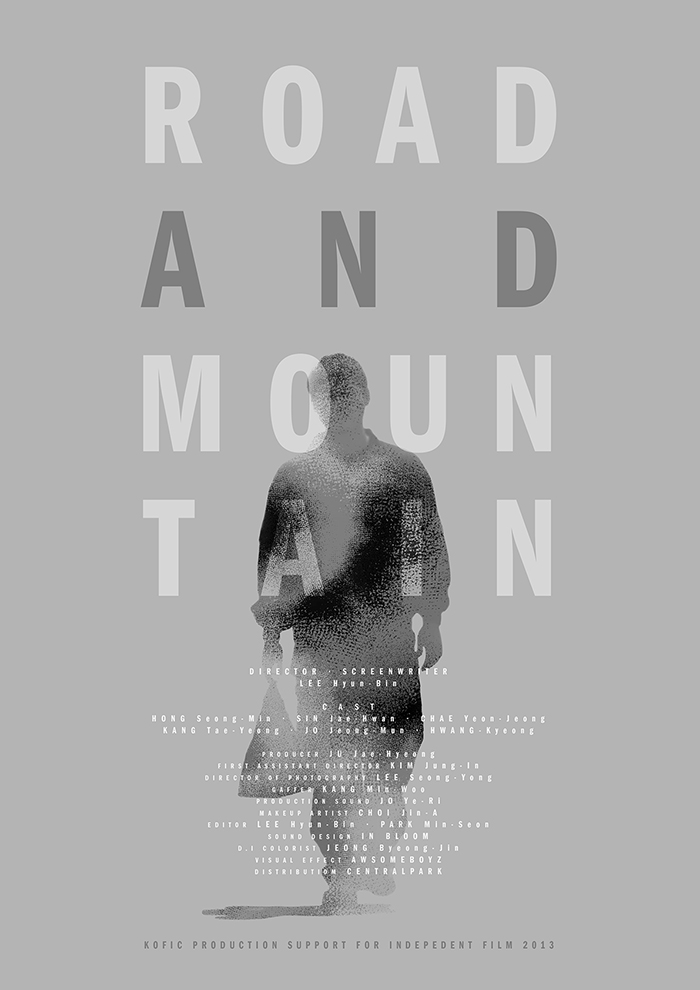 ROAD
AND
MOUN
TAIN
DIRECTOR · SCREENWRITER
LEE Hyun-Bin
CAST
HONG Seong-Min · SIN Jae-Hwan · CHAE Yeon-Jeong
KANG Tae-Yeong · JO Jeong-Mun · HWANG-Kyeong
PRODUCER JU Jae-Hyeong
FIRST ASSISTANT DIRECTOR KIM Jung-In
DIRECTOR OF PHOTOGRAPHY LEE Seong-Yong
GAFFER KANG Min-Woo
PRODUCTION SOUND JO Ye-RI
MAKEUP ARTIST CHOI Jin-A
EDITOR LEE Hyun-Bin · PARK Min-Seon
SOUND DESIGN IN BLOOM
D.I COLORIST JEONG Byeong-Jin
VISUAL EFFECT AWSOMEBOYZ
DISTRIBUTION CENTRALPARK
KOFIC PRODUCTION SUPPORT FOR INDEPEDENT FILM 2013